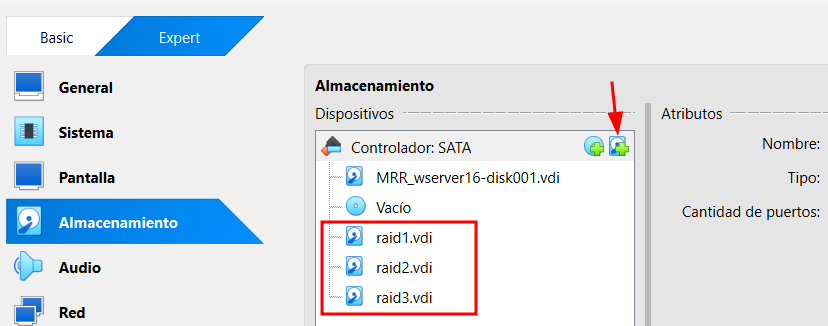 Basic Expert
General
Sistema
Pantalla
Almacenamiento
Audio
Red
Almacenamiento
Dispositivos
Controlador: SATA
MRR_wserver16-disk001.vdi
Vacío
raid1.vdi
raid2.vdi
raid3.vdi
Atributos
Nombre:
Tipo:
Cantidad de puertos: